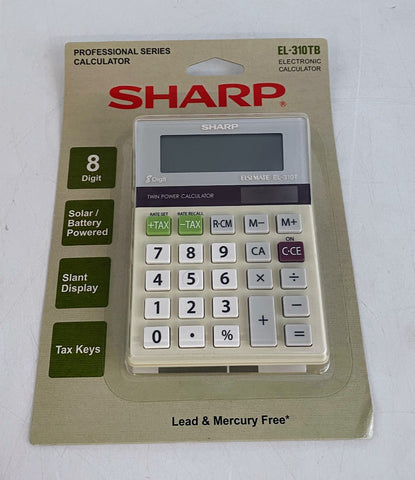 PROFESSIONAL SERIES
CALCULATOR
EL-310TB
ELECTRONIC
CALCULATOR
SHARP®
8
Digit
Solar /
Battery
Powered
Slant
Display
Tax Keys
SHARP
8 Digit
ELSI MATE EL-310T
TWIN POWER CALCULATOR
RATE SET RATE RECALL
+TAX −TAX R·CM M− M+
ON
7 8 9 CA C·CE
4 5 6 × ÷
1 2 3 + −
0 • % =
Lead & Mercury Free*